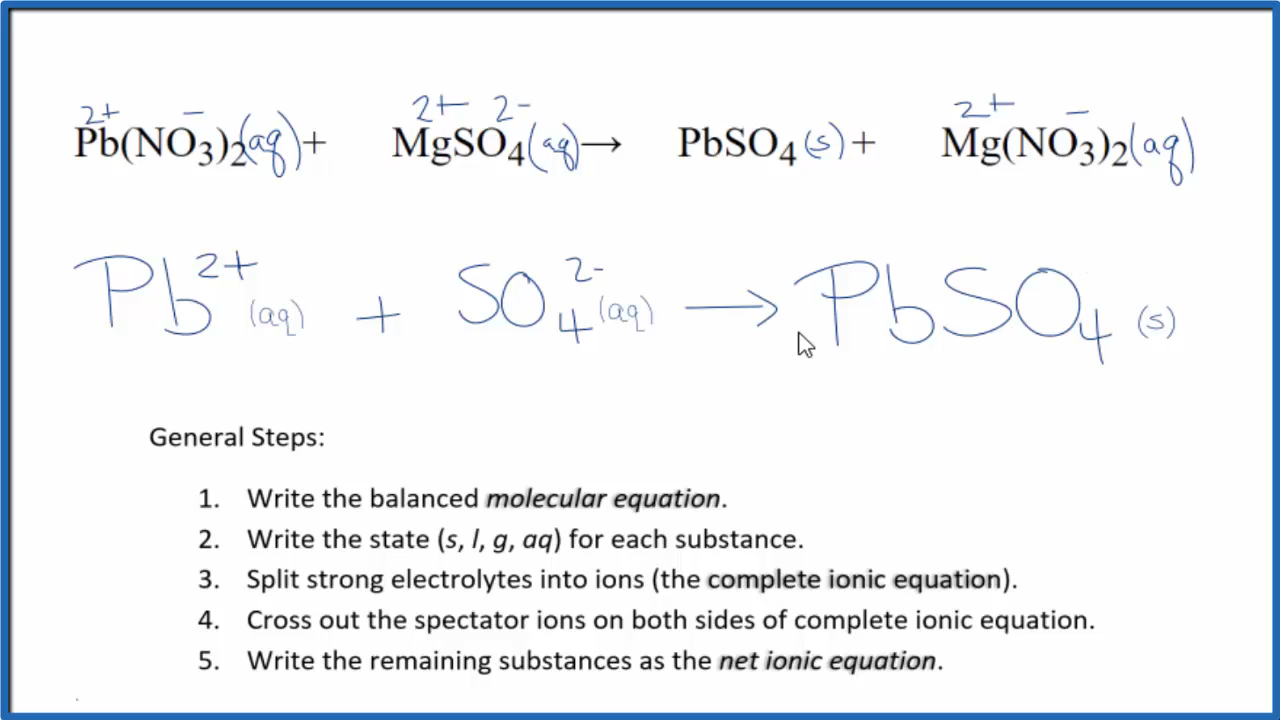 2+ − 2+ 2− 2+ −
Pb(NO₃)₂(aq) + MgSO₄(aq) → PbSO₄(s) + Mg(NO₃)₂(aq)
Pb²⁺(aq) + SO₄²⁻(aq) → PbSO₄(s)
General Steps:
1. Write the balanced molecular equation.
2. Write the state (s, l, g, aq) for each substance.
3. Split strong electrolytes into ions (the complete ionic equation).
4. Cross out the spectator ions on both sides of complete ionic equation.
5. Write the remaining substances as the net ionic equation.